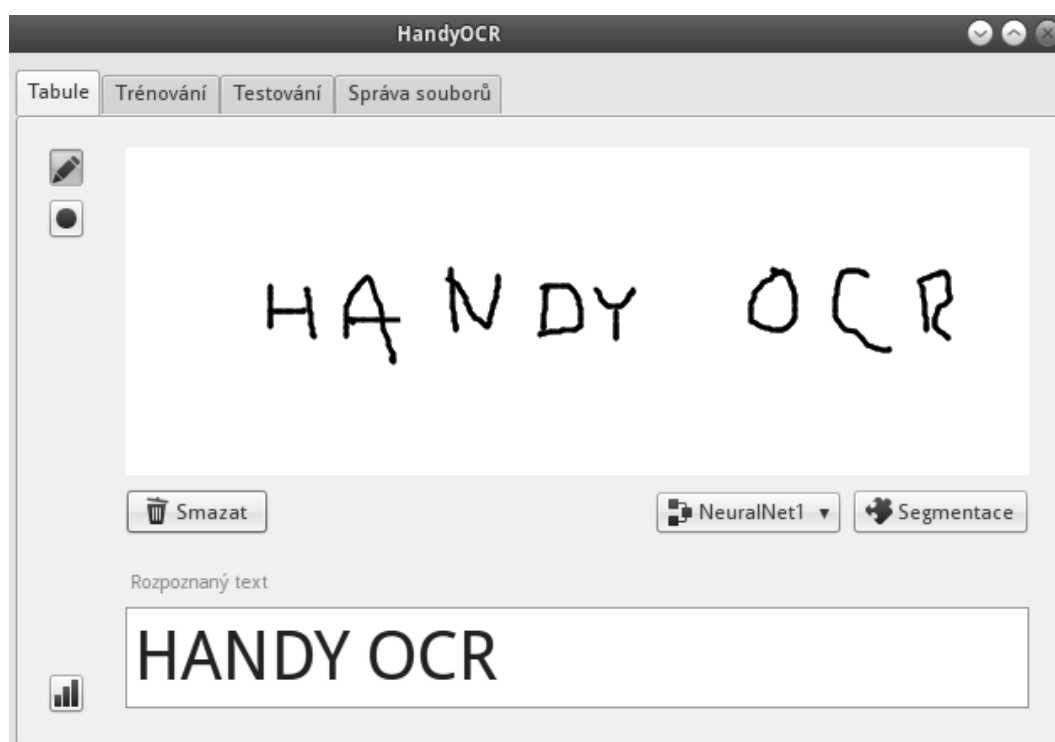 HandyOCR
Tabule Trénování Testování Správa souborů
HANDY OCR
Smazat NeuralNet1 Segmentace
Rozpoznaný text
HANDY OCR